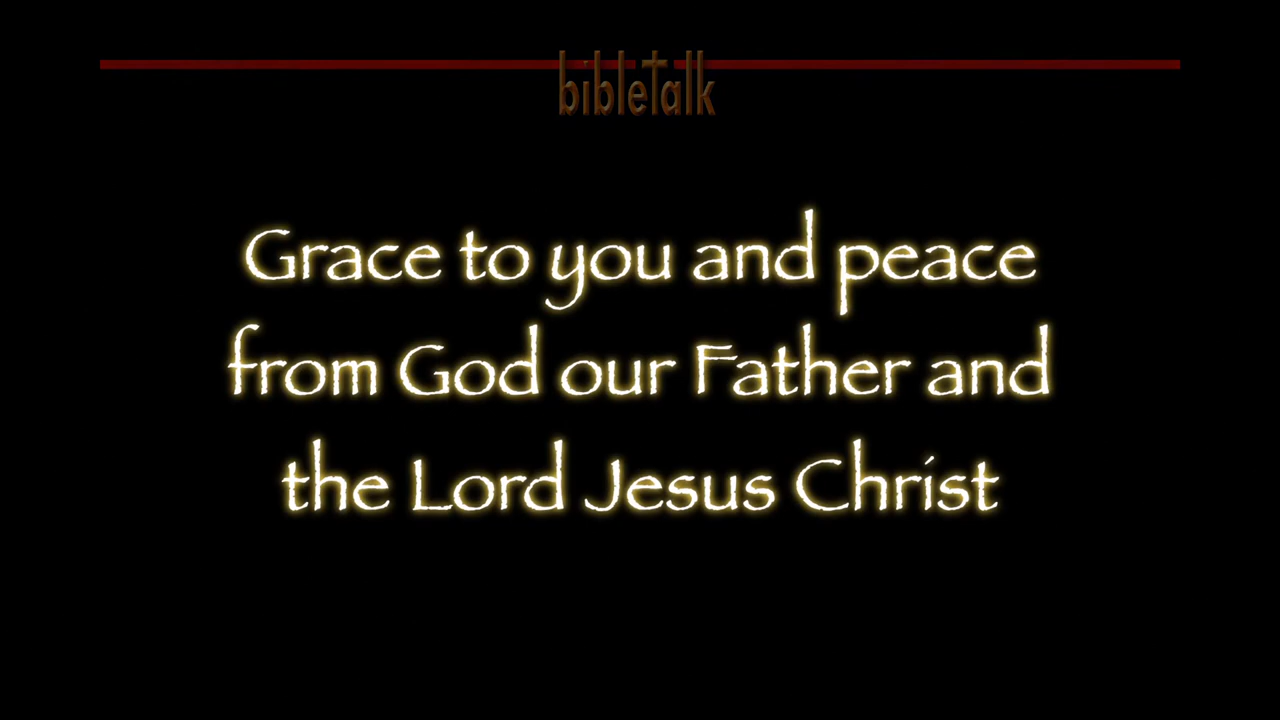 bibleTalk
Grace to you and peace
from God our Father and
the Lord Jesus Christ